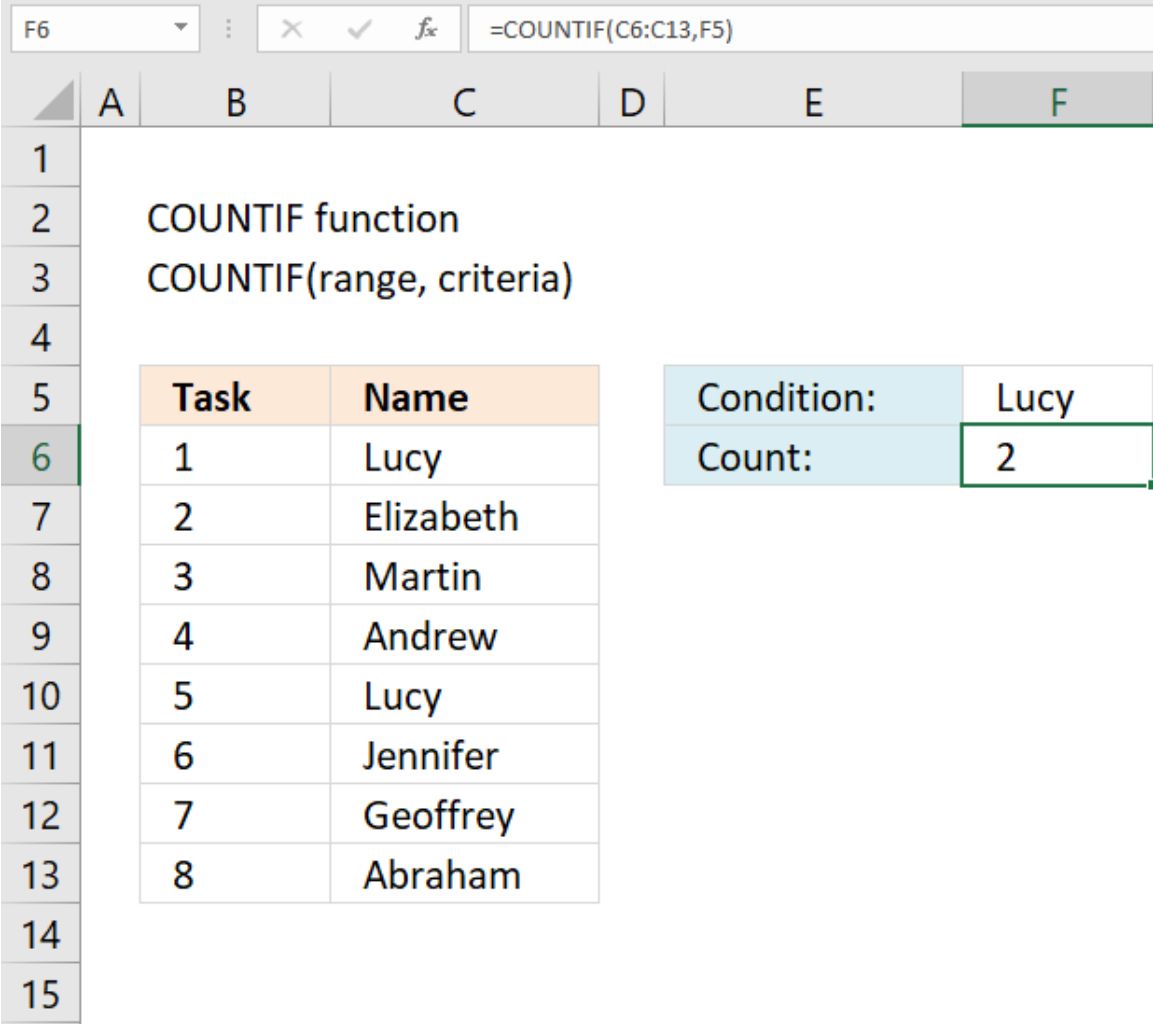 F6 fx =COUNTIF(C6:C13,F5)
A B C D E F
1
2 COUNTIF function
3 COUNTIF(range, criteria)
4
5 Task Name Condition: Lucy
6 1 Lucy Count: 2
7 2 Elizabeth
8 3 Martin
9 4 Andrew
10 5 Lucy
11 6 Jennifer
12 7 Geoffrey
13 8 Abraham
14
15